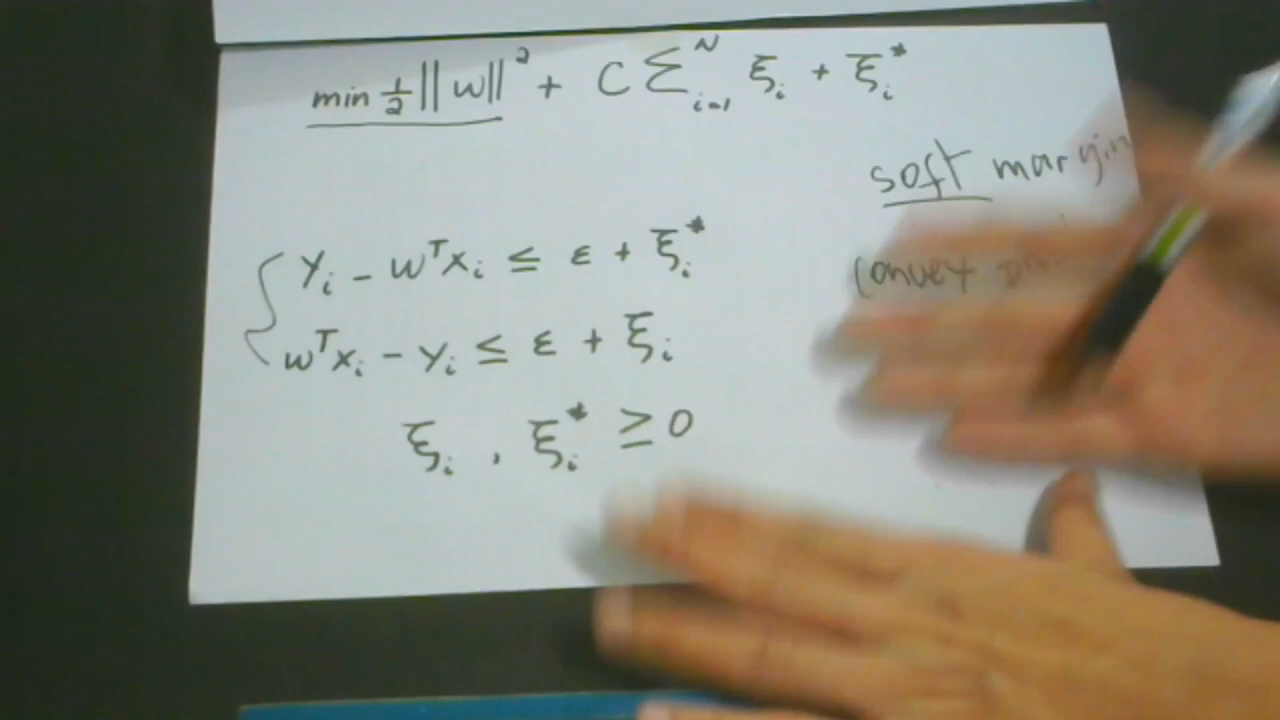 min ½||w||² + C Σᵢ₌₁ᴺ ξᵢ + ξᵢ*
soft margin
yᵢ - wᵀxᵢ ≤ ε + ξᵢ*
convex
wᵀxᵢ - yᵢ ≤ ε + ξᵢ
ξᵢ , ξᵢ* ≥ 0